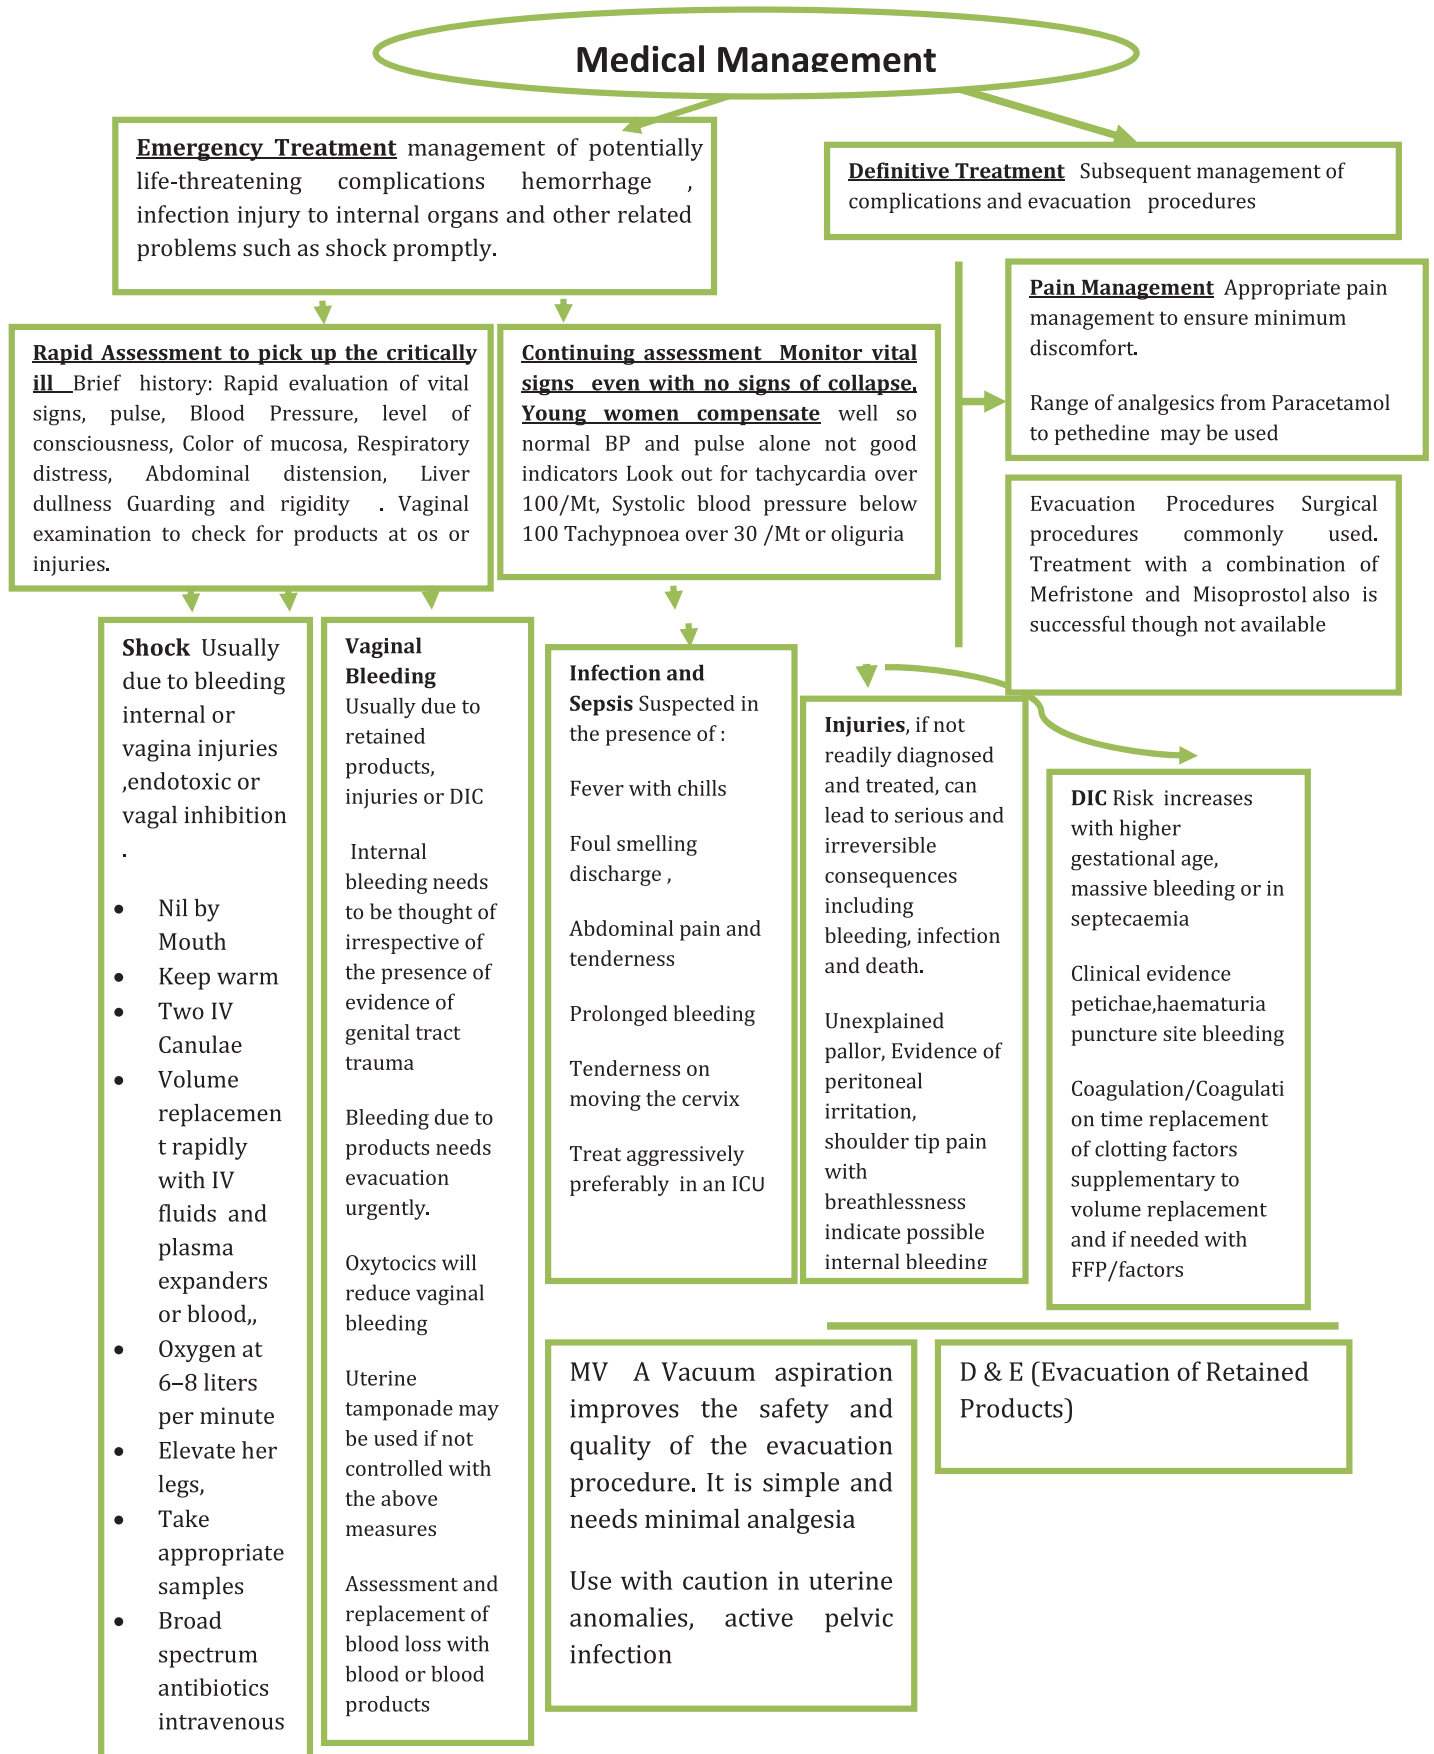 Medical Management
Emergency Treatment management of potentially
life-threatening complications hemorrhage ,
infection injury to internal organs and other related
problems such as shock promptly.
Definitive Treatment Subsequent management of
complications and evacuation procedures
Pain Management Appropriate pain
management to ensure minimum
discomfort.
Range of analgesics from Paracetamol
to pethedine may be used
Rapid Assessment to pick up the critically
ill Brief history: Rapid evaluation of vital
signs, pulse, Blood Pressure, level of
consciousness, Color of mucosa, Respiratory
distress, Abdominal distension, Liver
dullness Guarding and rigidity . Vaginal
examination to check for products at os or
injuries.
Continuing assessment Monitor vital
signs even with no signs of collapse.
Young women compensate well so
normal BP and pulse alone not good
indicators Look out for tachycardia over
100/Mt, Systolic blood pressure below
100 Tachypnoea over 30 /Mt or oliguria
Evacuation Procedures Surgical
procedures commonly used.
Treatment with a combination of
Mefristone and Misoprostol also is
successful though not available
Shock Usually
due to bleeding
internal or
vagina injuries
,endotoxic or
vagal inhibition
.
• Nil by
Mouth
• Keep warm
• Two IV
Canulae
• Volume
replacemen
t rapidly
with IV
fluids and
plasma
expanders
or blood,,
• Oxygen at
6–8 liters
per minute
• Elevate her
legs,
• Take
appropriate
samples
• Broad
spectrum
antibiotics
intravenous
Vaginal
Bleeding
Usually due to
retained
products,
injuries or DIC
Internal
bleeding needs
to be thought of
irrespective of
the presence of
evidence of
genital tract
trauma
Bleeding due to
products needs
evacuation
urgently.
Oxytocics will
reduce vaginal
bleeding
Uterine
tamponade may
be used if not
controlled with
the above
measures
Assessment and
replacement of
blood loss with
blood or blood
products
Infection and
Sepsis Suspected in
the presence of :
Fever with chills
Foul smelling
discharge ,
Abdominal pain and
tenderness
Prolonged bleeding
Tenderness on
moving the cervix
Treat aggressively
preferably in an ICU
Injuries, if not
readily diagnosed
and treated, can
lead to serious and
irreversible
consequences
including
bleeding, infection
and death.
Unexplained
pallor, Evidence of
peritoneal
irritation,
shoulder tip pain
with
breathlessness
indicate possible
internal bleeding
DIC Risk increases
with higher
gestational age,
massive bleeding or in
septecaemia
Clinical evidence
petichae,haematuria
puncture site bleeding
Coagulation/Coagulati
on time replacement
of clotting factors
supplementary to
volume replacement
and if needed with
FFP/factors
MV A Vacuum aspiration
improves the safety and
quality of the evacuation
procedure. It is simple and
needs minimal analgesia
Use with caution in uterine
anomalies, active pelvic
infection
D & E (Evacuation of Retained
Products)